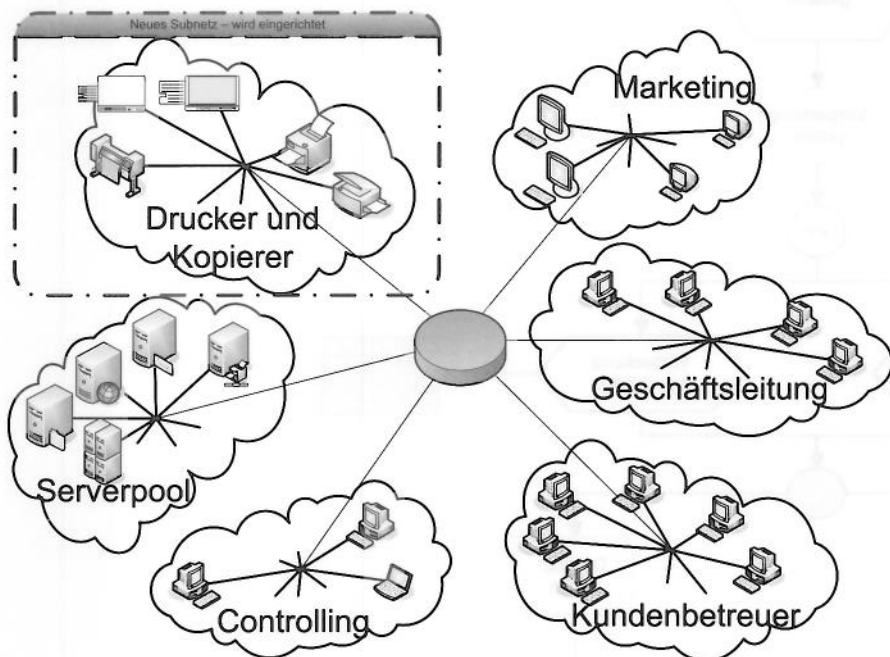 Neues Subnetz – wird eingerichtet
Marketing
Drucker und
Kopierer
Geschäftsleitung
Serverpool
Controlling
Kundenbetreuer